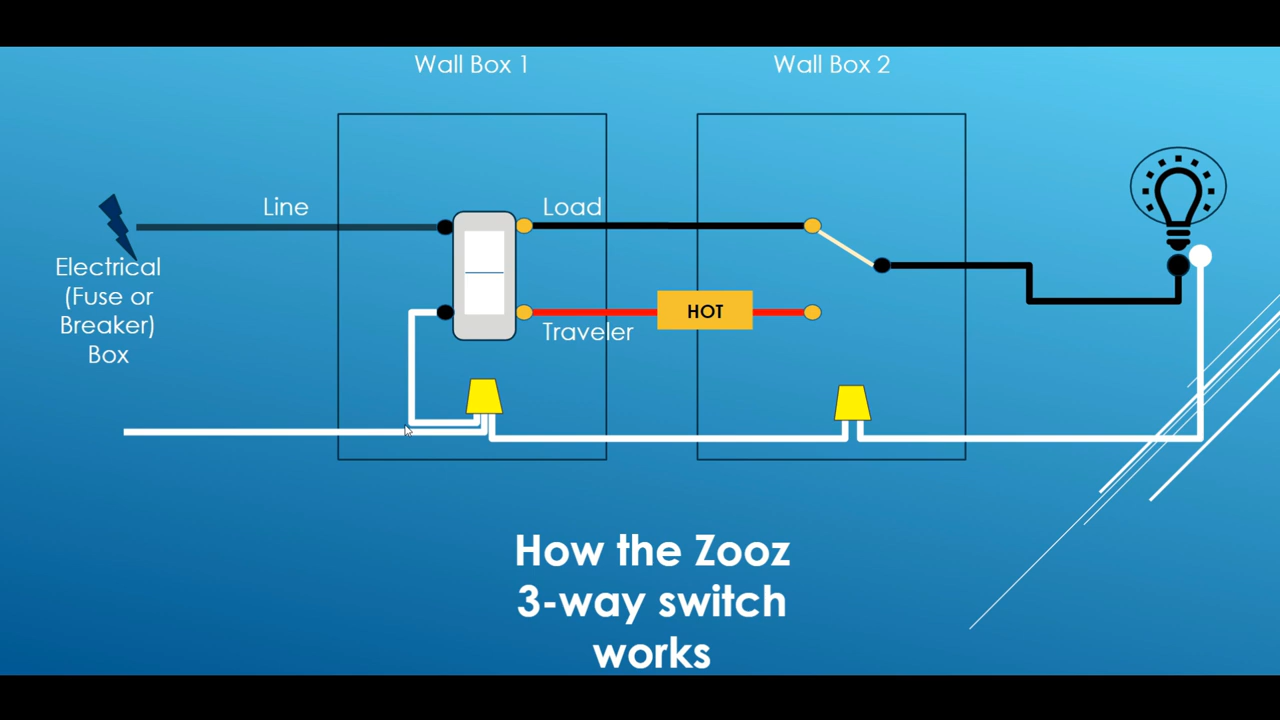 Wall Box 1
Wall Box 2
Line
Load
Electrical
(Fuse or
Breaker)
Box
HOT
Traveler
How the Zooz
3-way switch
works